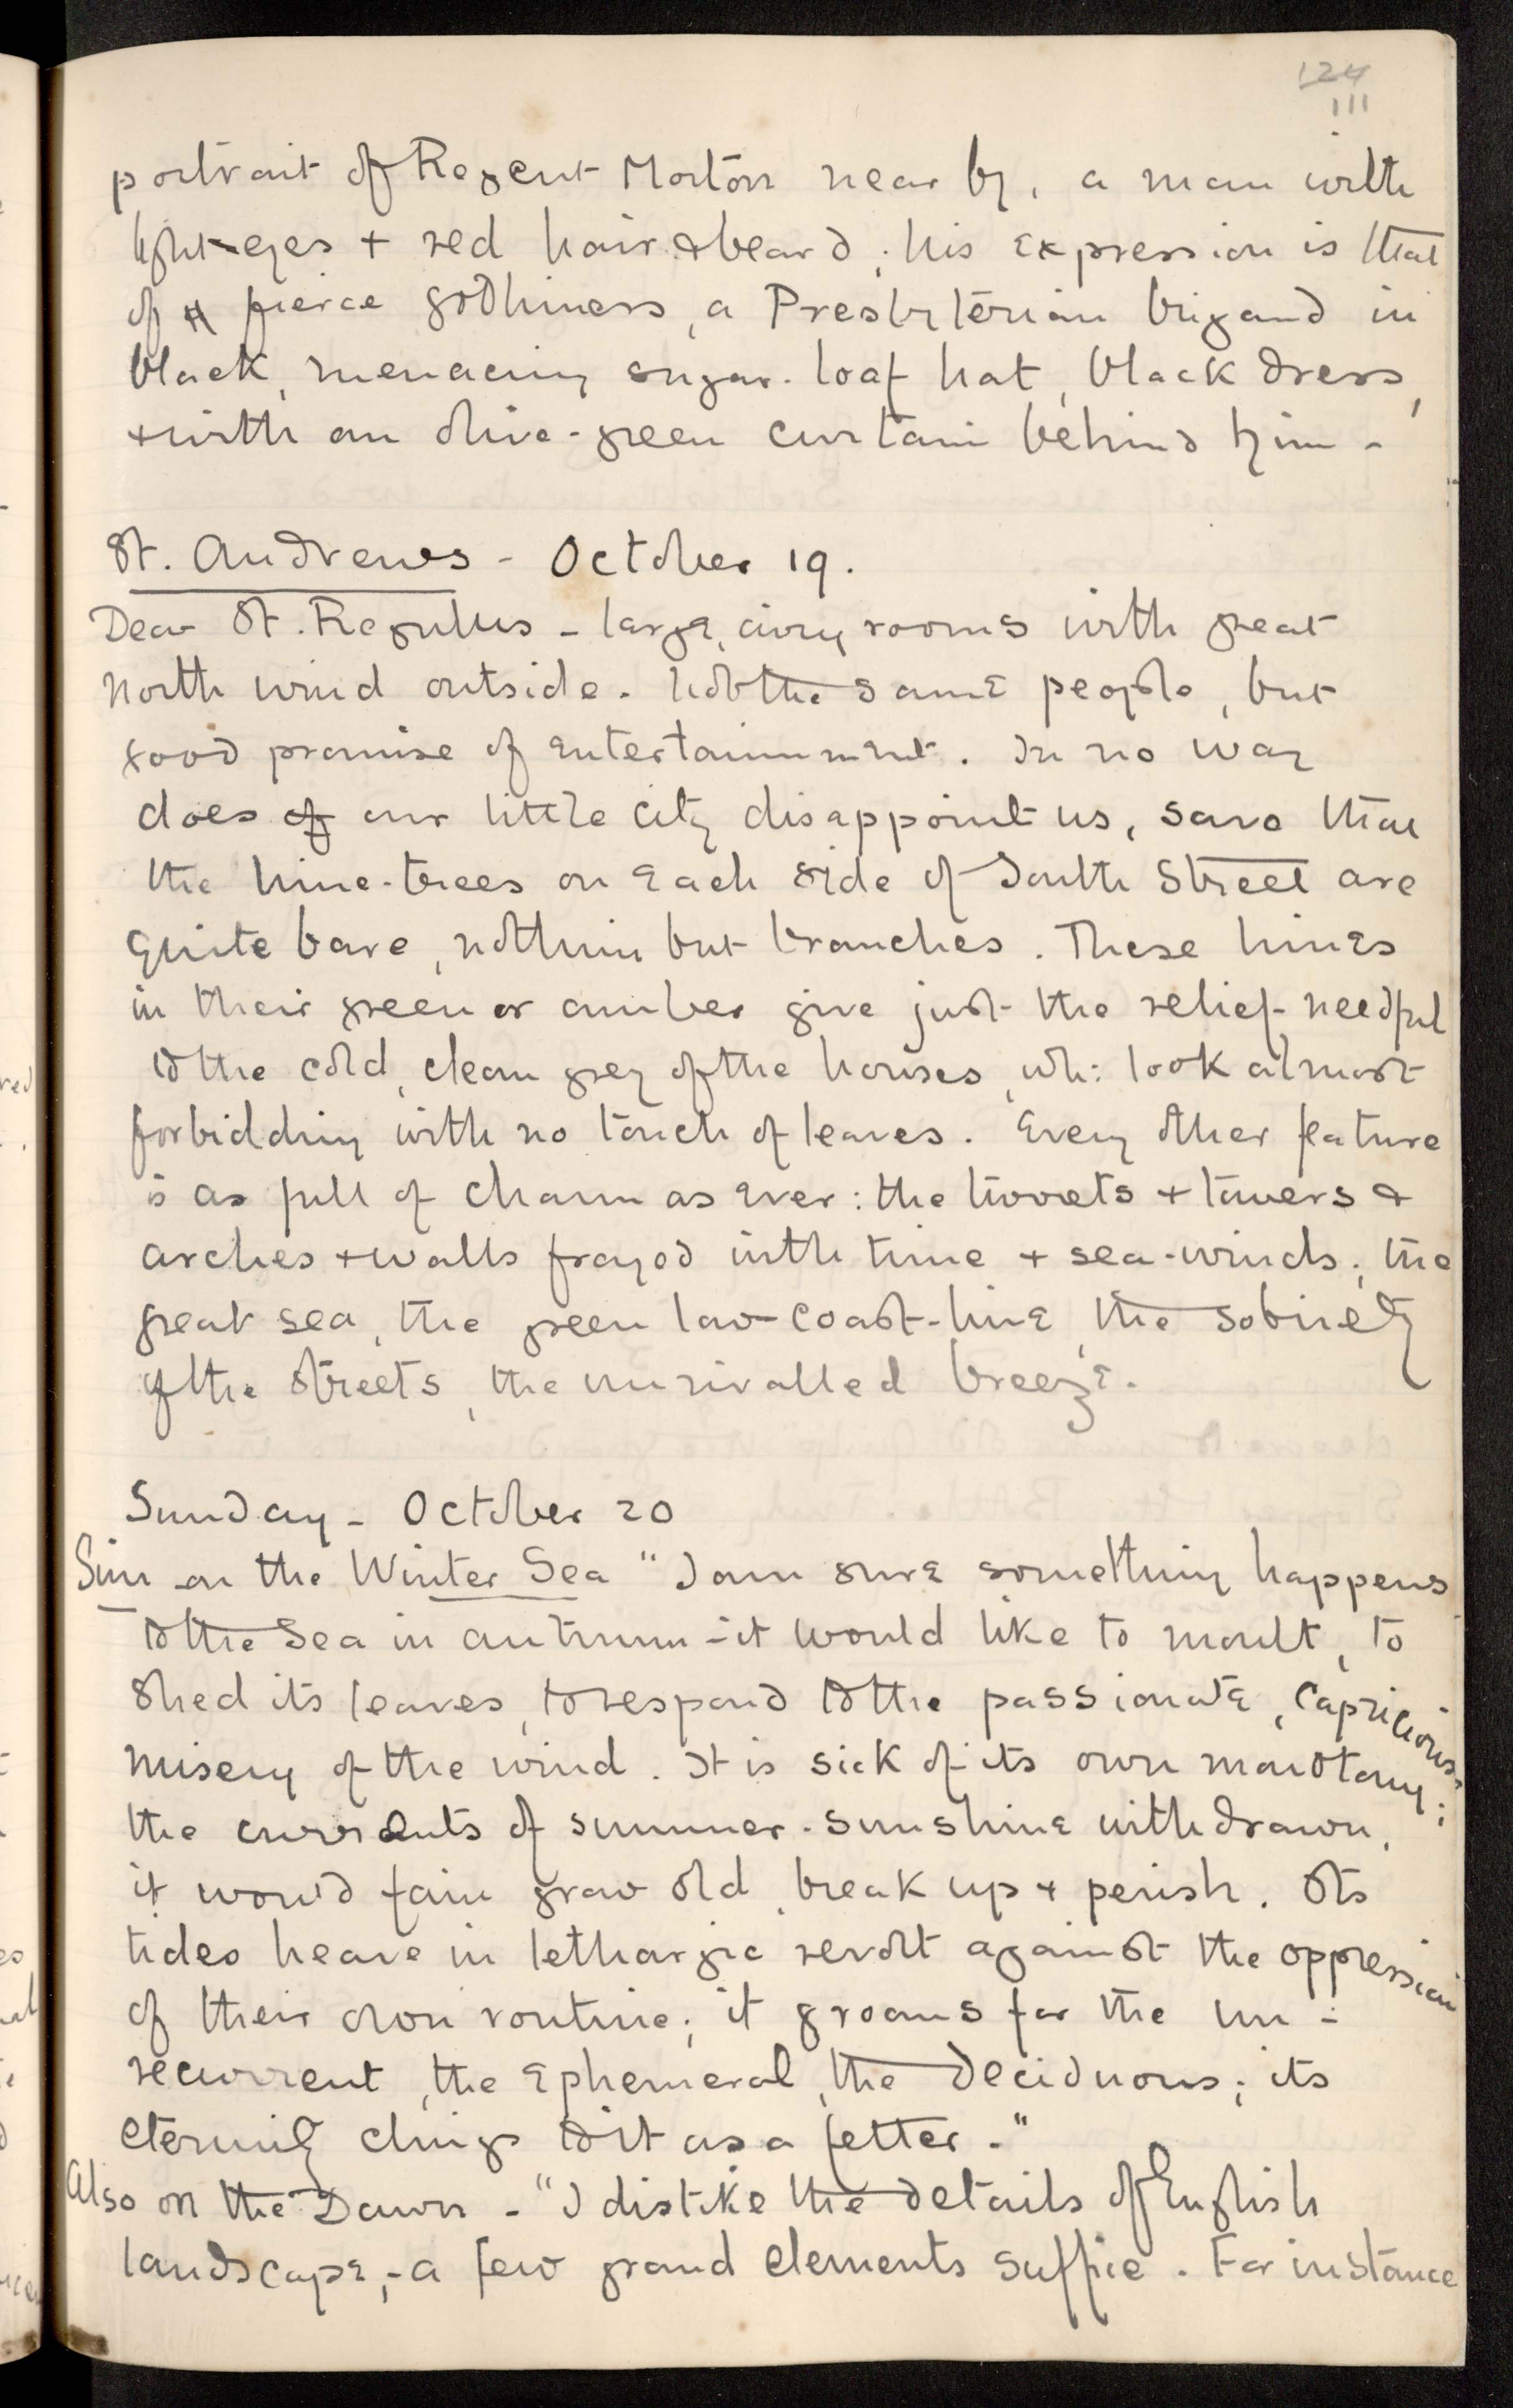 124
111
portrait of Regent Morton near by, a man with
light eyes + red hair & beard; his expression is that
of fierce godliness, a Presbyterian brigand in
black, menacing sugar-loaf hat, black dress,
+ with an olive-green curtain behind him -
St. Andrews - October 19.
Dear St. Regulus - large, airy rooms with great
North wind outside. Not the same people, but
good promise of entertainment. In no way
does of our little city disappoint us, save that
the lime-trees on each side of South Street are
quite bare, nothing but branches. These limes
in their green or amber give just the relief needful
to the cold, clean grey of the houses, wh: look almost
forbidding with no touch of leaves. Every other feature
is as full of charm as ever: the turrets + towers &
arches + walls frayed with time + sea-winds; the
great sea, the green low coast-line, the sobriety
of the streets, the unrivalled breeze.
Sunday - October 20
Sim on the Winter Sea "I am sure something happens
to the Sea in autumn - it would like to moult, to
shed its leaves, to respond to the passionate, capricious
misery of the wind. It is sick of its own monotony;
the currents of summer-sunshine withdrawn,
it would fain grow old, break up + perish. Its
tides heave in lethargic revolt against the oppression
of their own routine; it groans for the un-
recurrent, the ephemeral, the deciduous; its
eternity clings to it as a fetter -"
Also on the Dawn - "I dislike the details of English
landscape, - a few grand elements suffice. For instance